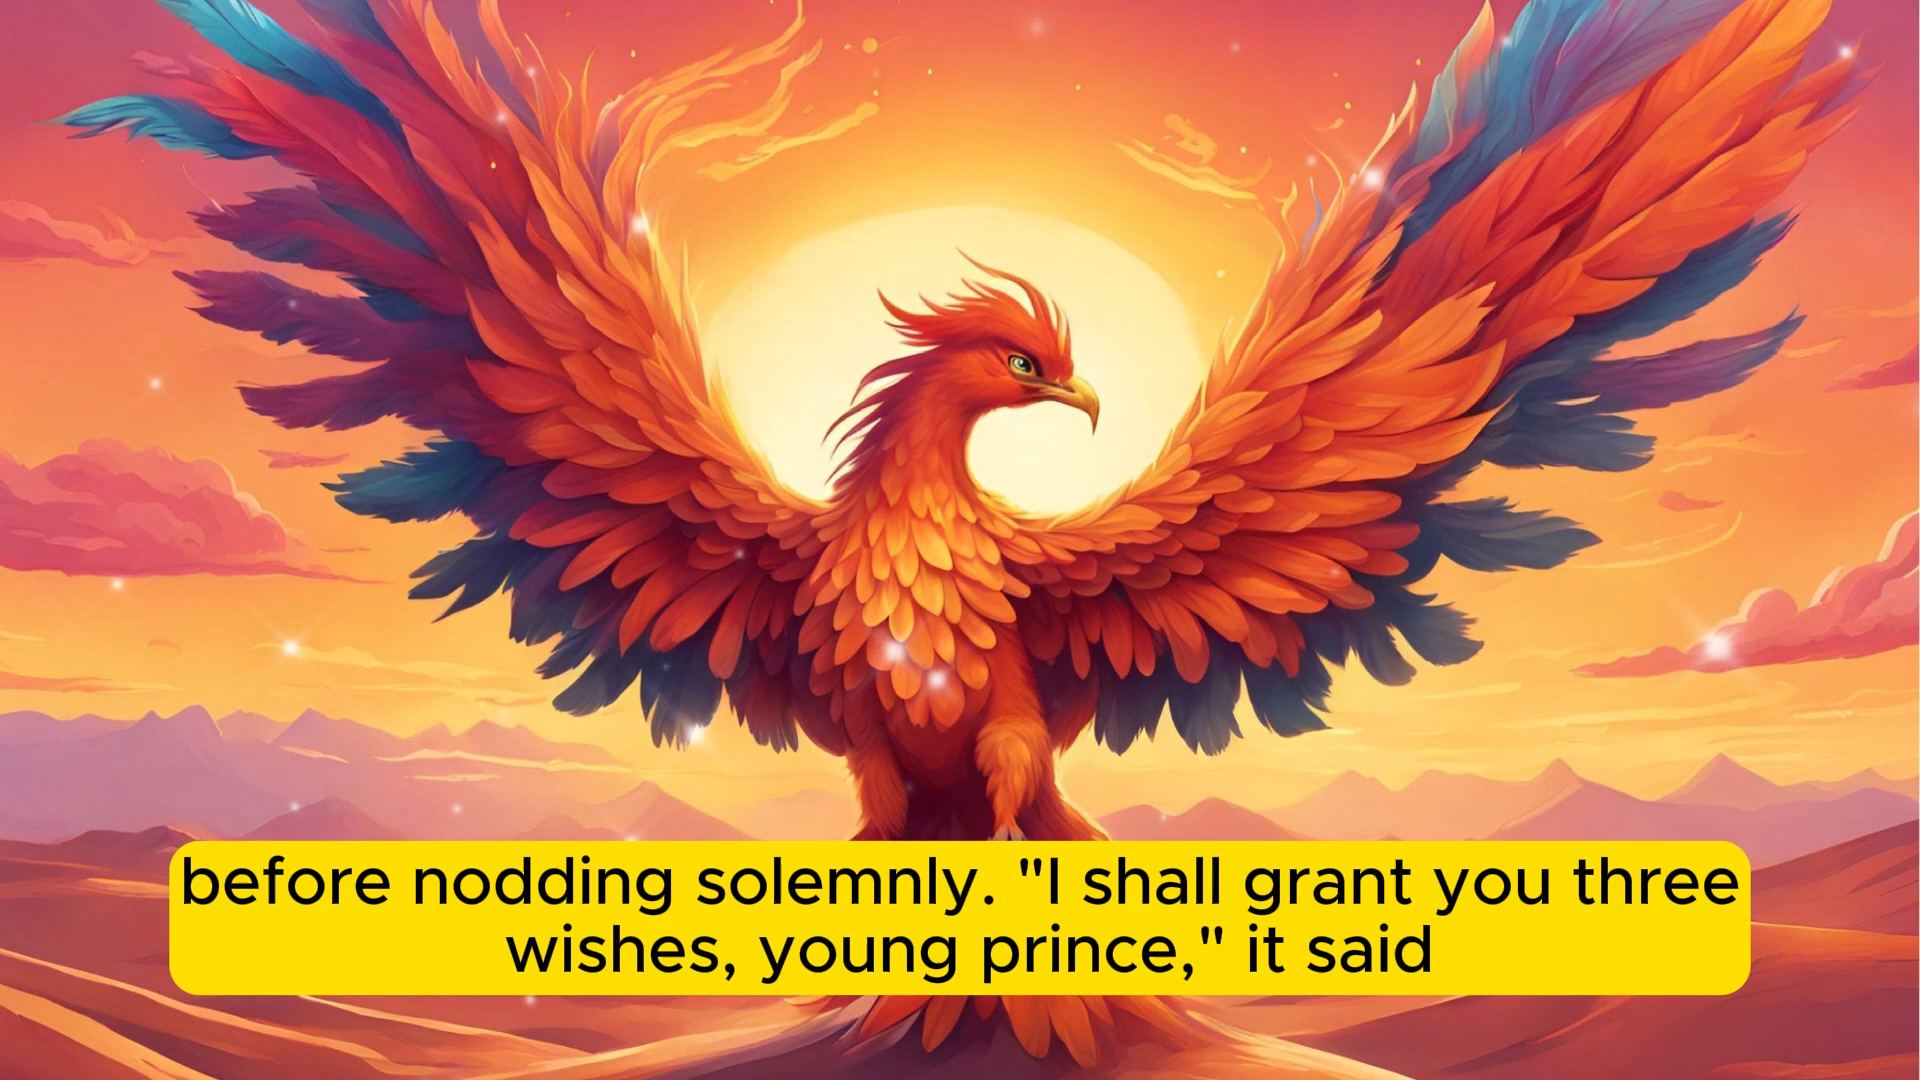 before nodding solemnly. "I shall grant you three
wishes, young prince," it said